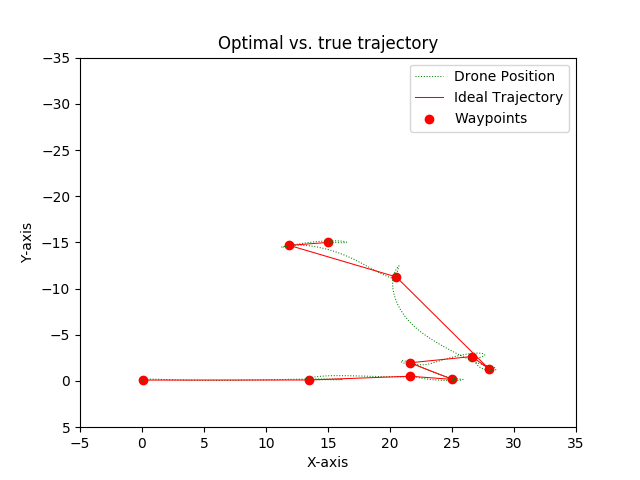 Optimal vs. true trajectory
Drone Position
Ideal Trajectory
Waypoints
Y-axis
−35
−30
−25
−20
−15
−10
−5
0
5
−5 0 5 10 15 20 25 30 35
X-axis